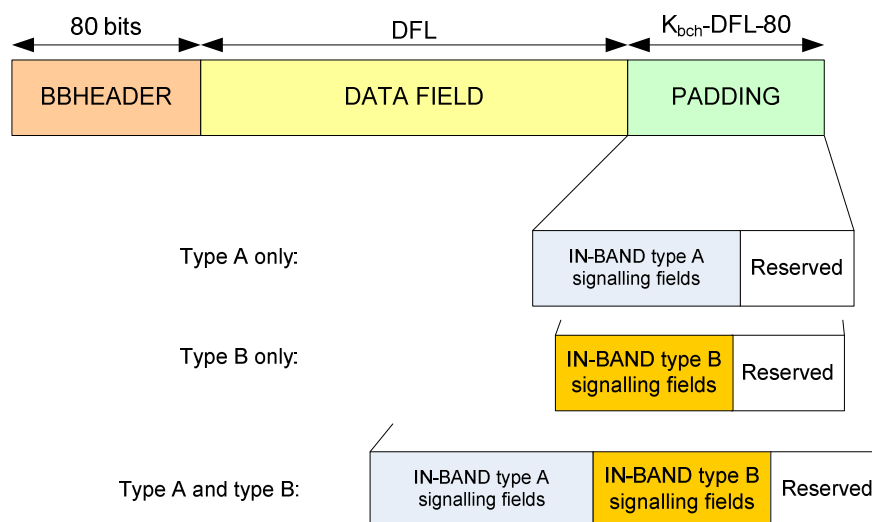 80 bits
DFL
Kbch-DFL-80
BBHEADER
DATA FIELD
PADDING
Type A only:
IN-BAND type A
signalling fields
Reserved
Type B only:
IN-BAND type B
signalling fields
Reserved
Type A and type B:
IN-BAND type A
signalling fields
IN-BAND type B
signalling fields
Reserved